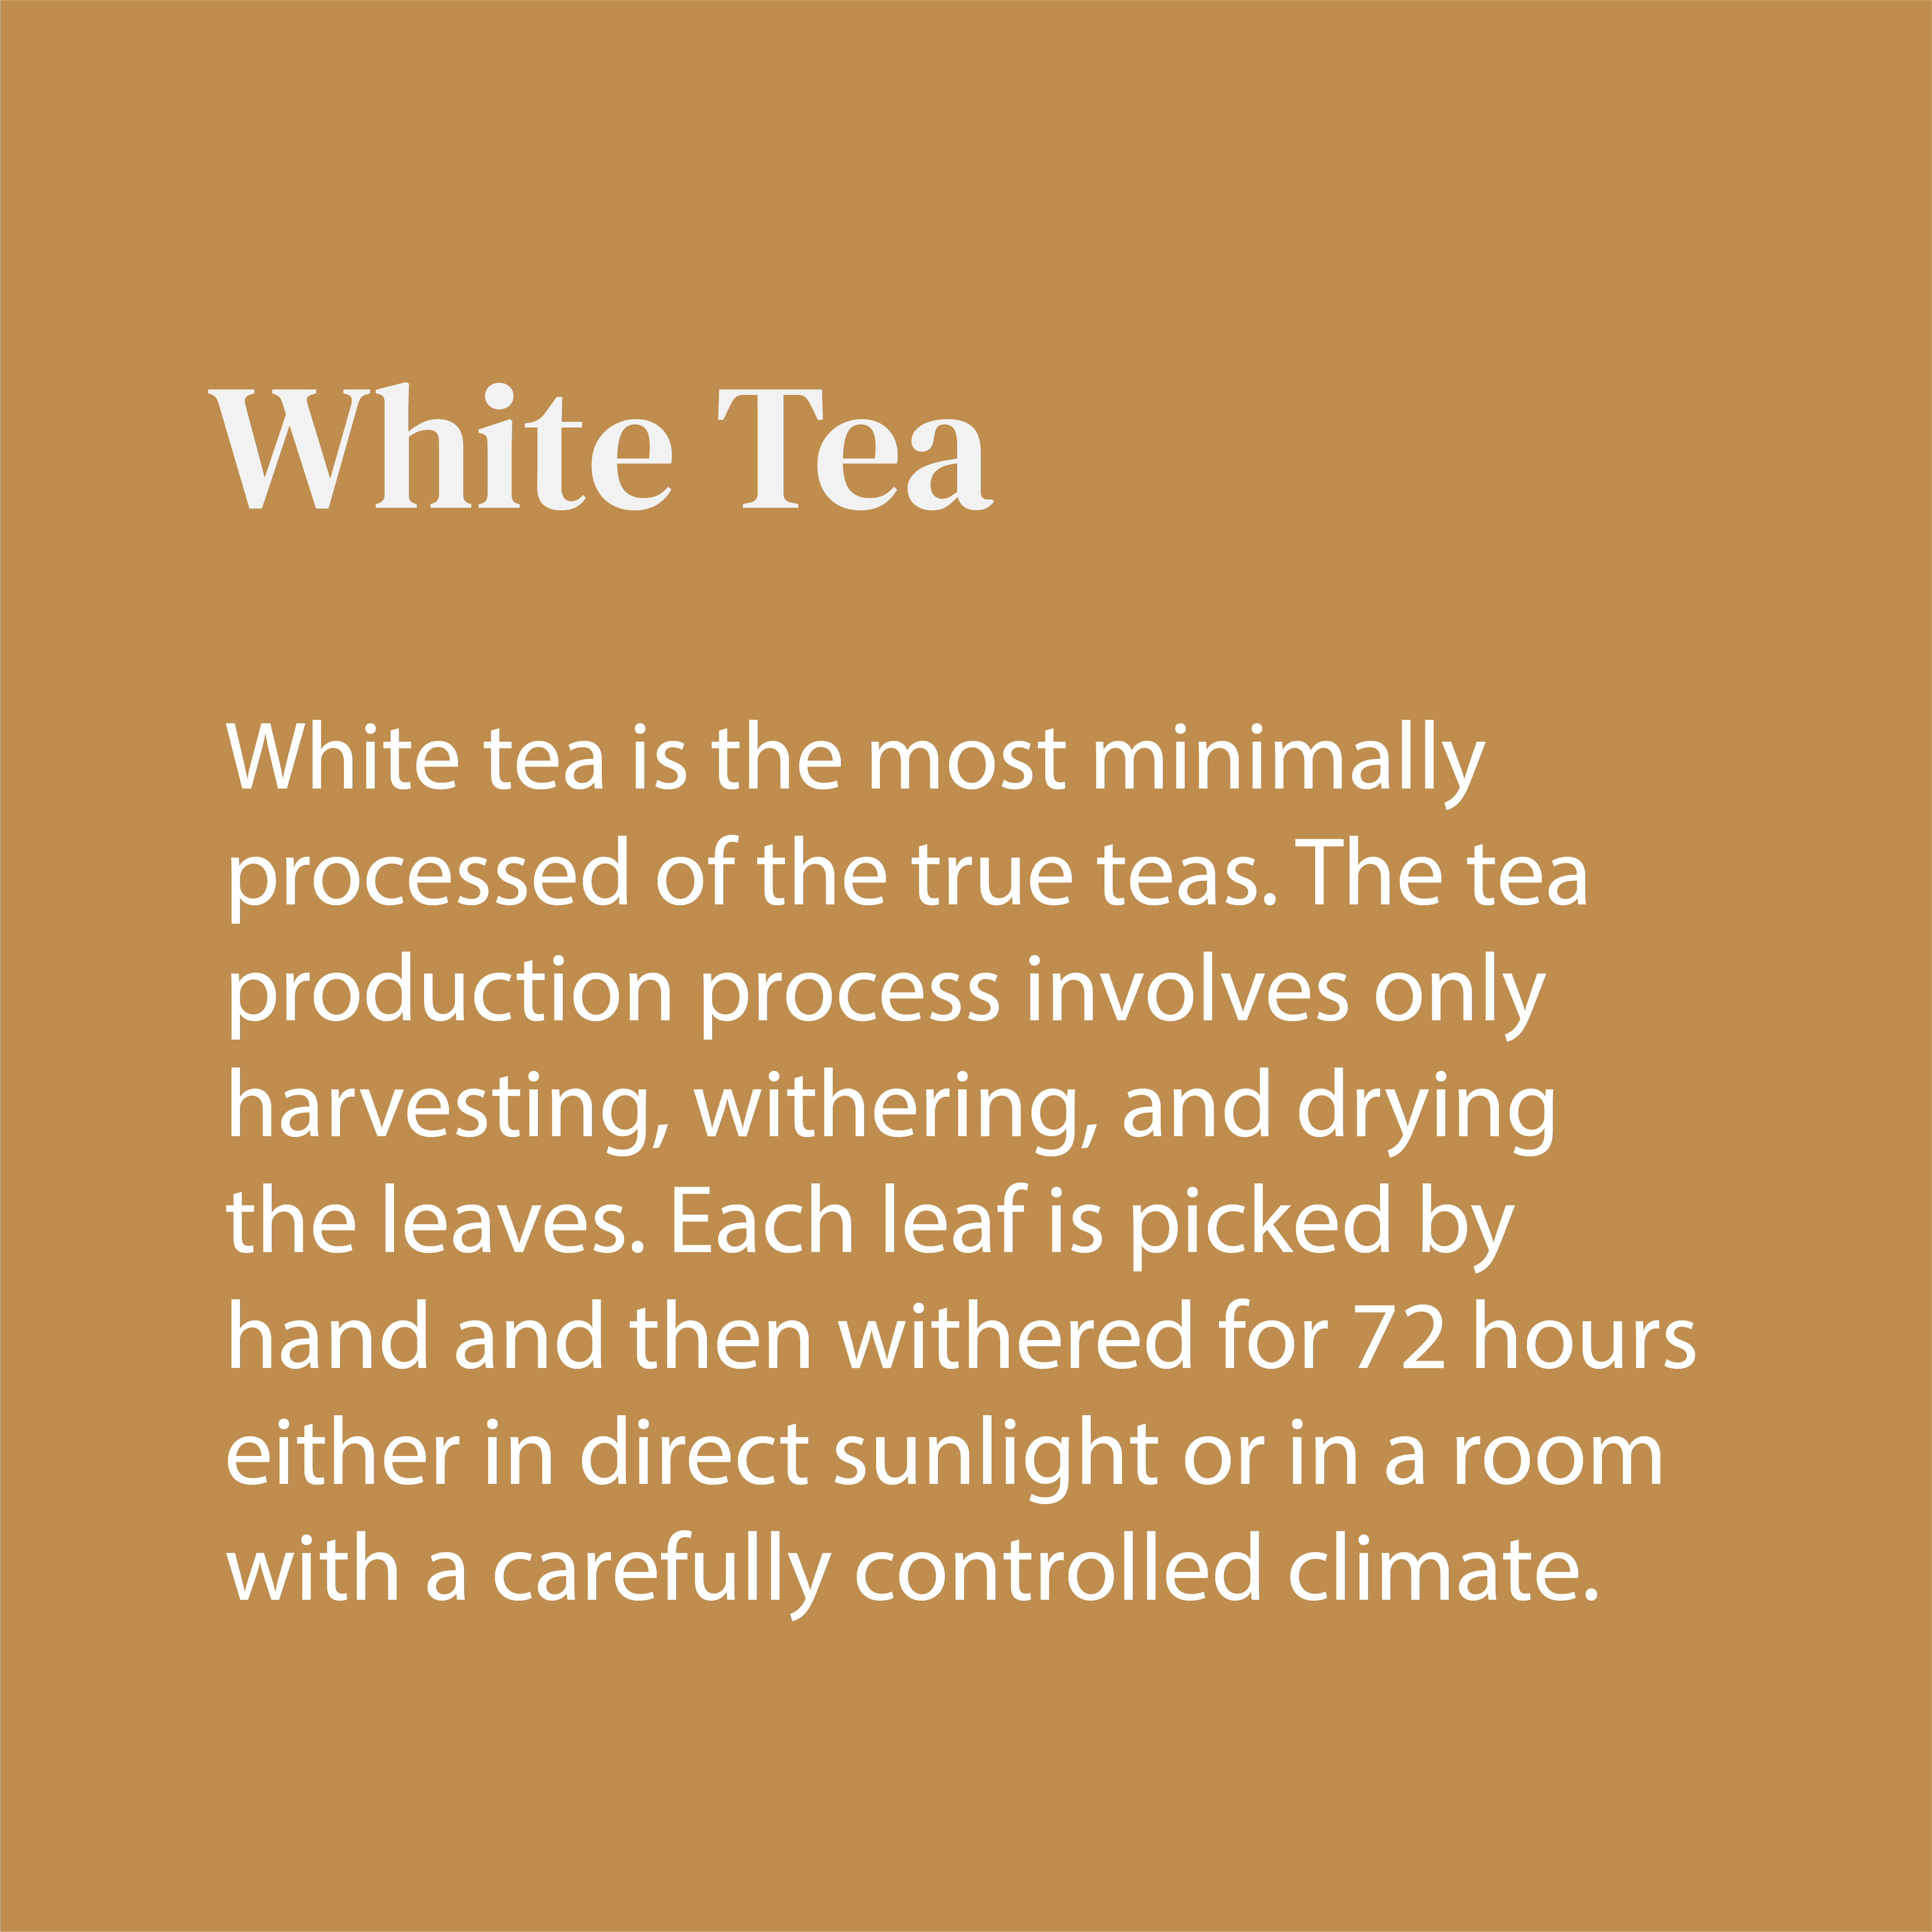 White Tea
White tea is the most minimally
processed of the true teas. The tea
production process involves only
harvesting, withering, and drying
the leaves. Each leaf is picked by
hand and then withered for 72 hours
either in direct sunlight or in a room
with a carefully controlled climate.